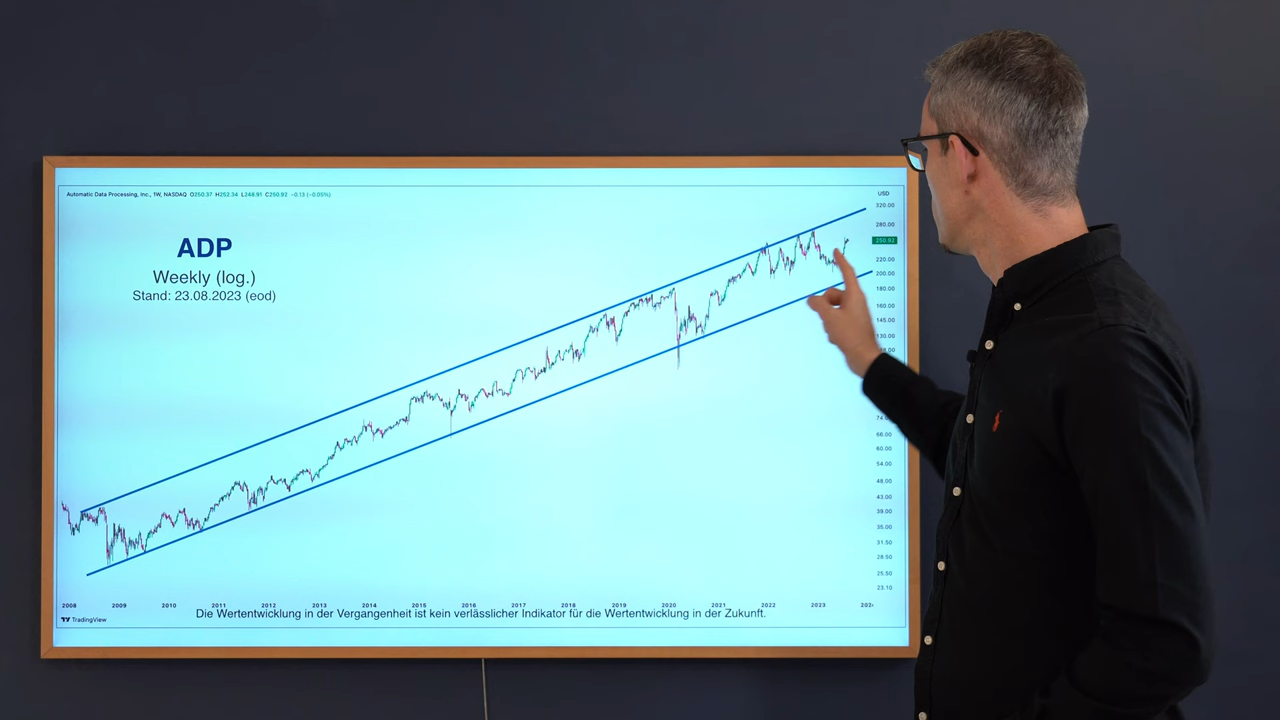 Automatic Data Processing, Inc., 1W, NASDAQ O250.37 H252.34 L248.91 C250.92 −0.13 (−0.05%)
USD
320.00
ADP
280.00
250.92
Weekly (log.)
220.00
200.00
Stand: 23.08.2023 (eod)
180.00
160.00
145.00
130.00
66.00
60.00
54.00
48.00
43.00
39.00
35.00
31.50
28.50
25.50
23.10
2008 2009 2010 2011 2012 2013 2014 2015 2016 2017 2018 2019 2020 2021 2022 2023
Die Wertentwicklung in der Vergangenheit ist kein verlässlicher Indikator für die Wertentwicklung in der Zukunft.
TradingView